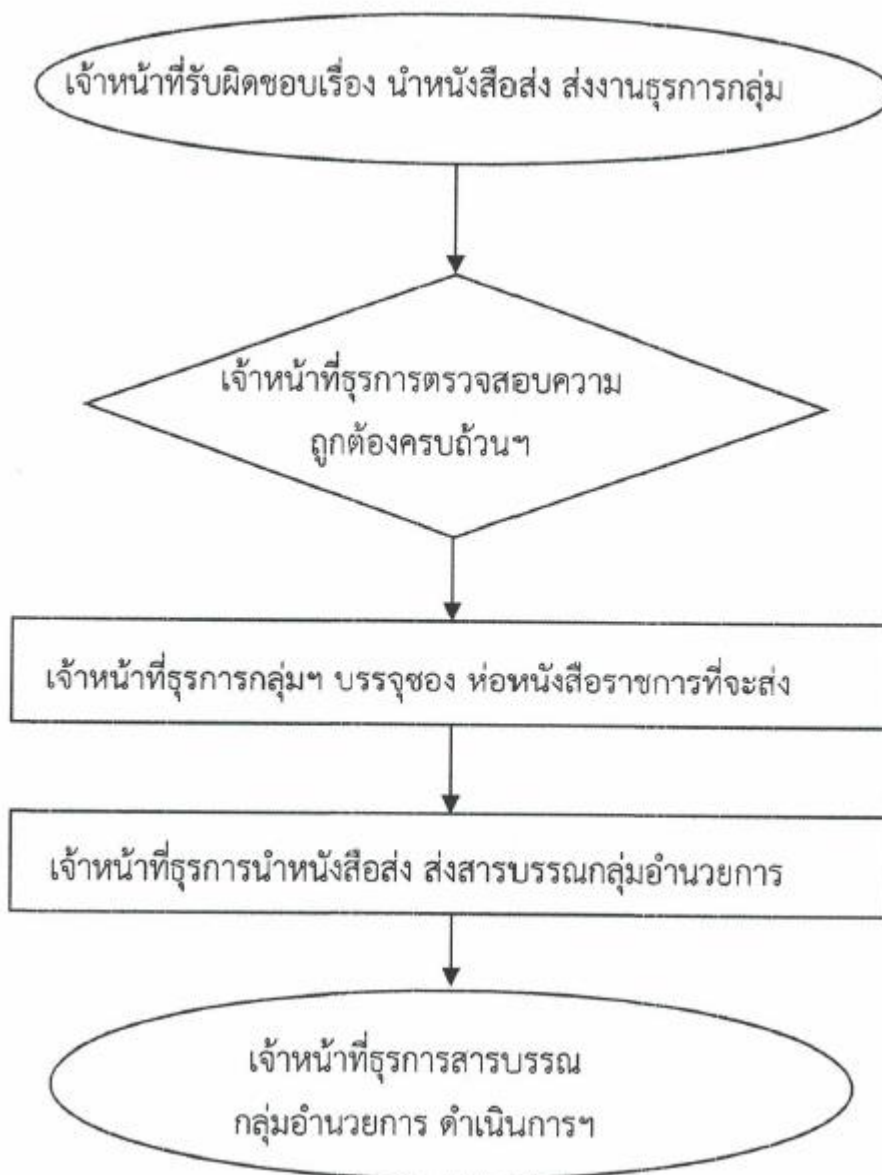 เจ้าหน้าที่รับผิดชอบเรื่อง นำหนังสือส่ง ส่งงานธุรการกลุ่ม
เจ้าหน้าที่ธุรการตรวจสอบความ
ถูกต้องครบถ้วนฯ
เจ้าหน้าที่ธุรการกลุ่มฯ บรรจุซอง ห่อหนังสือราชการที่จะส่ง
เจ้าหน้าที่ธุรการนำหนังสือส่ง ส่งสารบรรณกลุ่มอำนวยการ
เจ้าหน้าที่ธุรการสารบรรณ
กลุ่มอำนวยการ ดำเนินการฯ